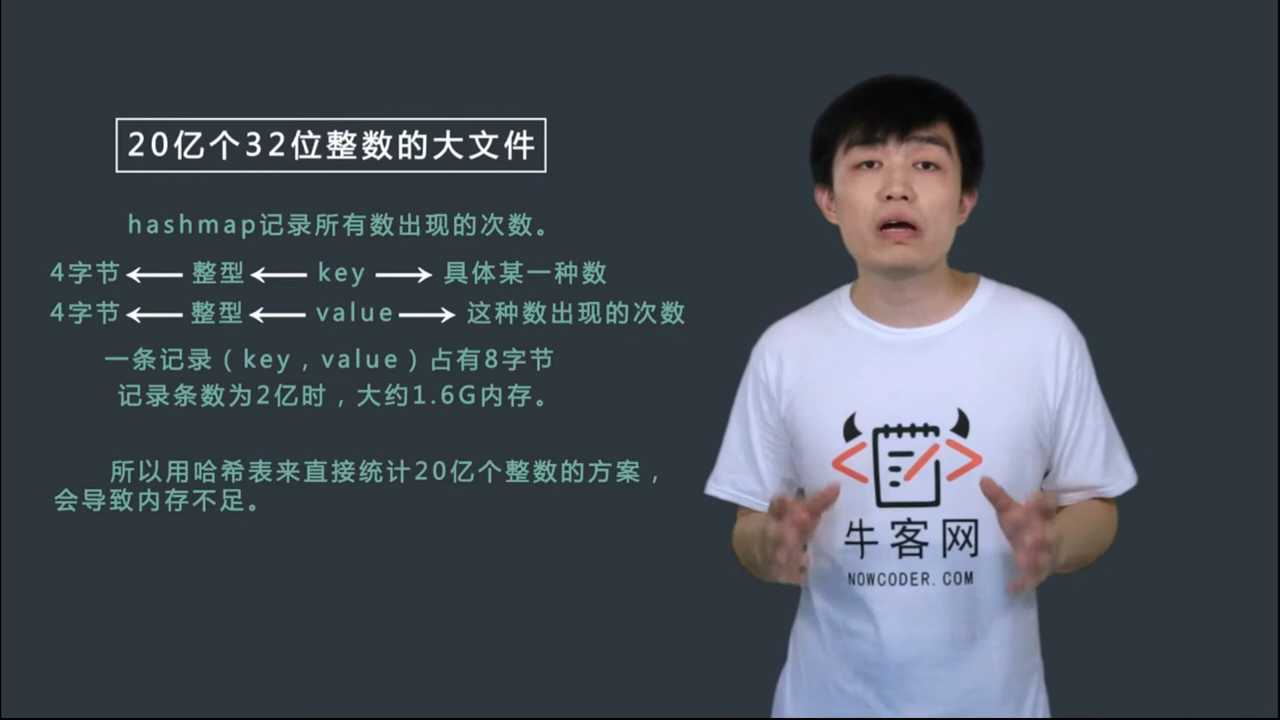 20亿个32位整数的大文件
hashmap记录所有数出现的次数。
4字节 ← 整型 ← key → 具体某一种数
4字节 ← 整型 ← value → 这种数出现的次数
一条记录（key，value）占有8字节
记录条数为2亿时，大约1.6G内存。
所以用哈希表来直接统计20亿个整数的方案，
会导致内存不足。
牛客网
NOWCODER.COM